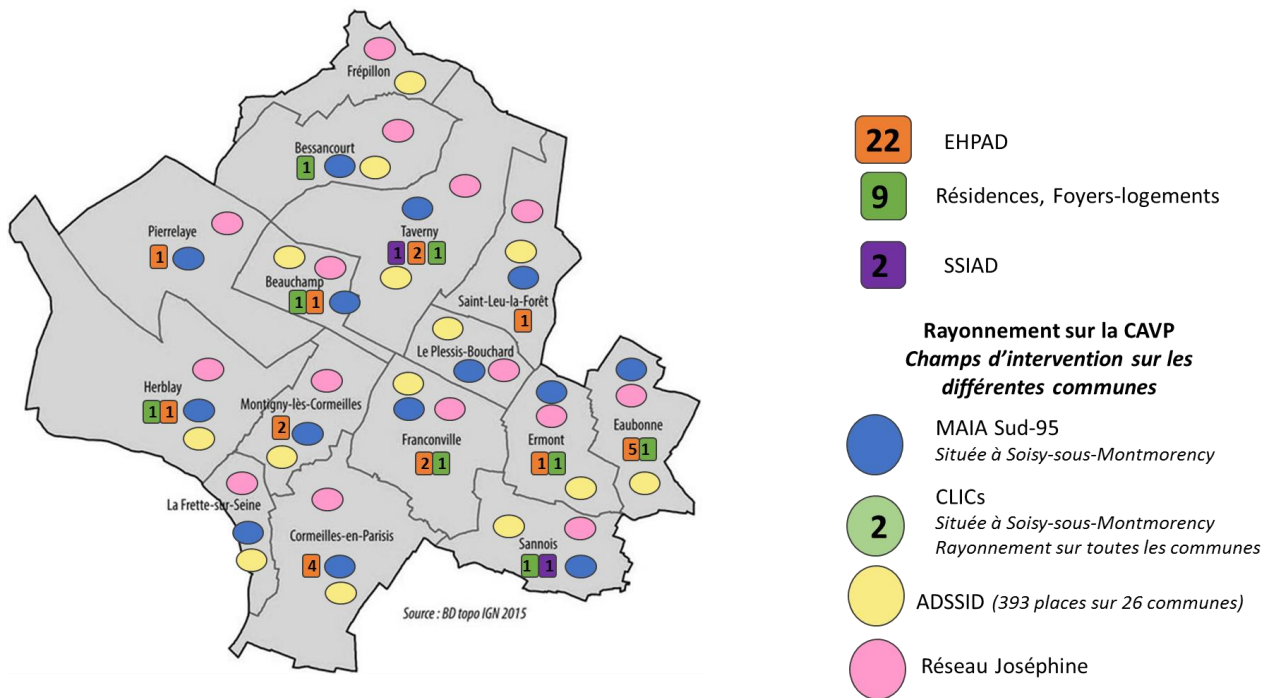 Frépillon
Bessancourt
1
Pierrelaye
1
Taverny
1 2 1
Beauchamp
1 1
Saint-Leu-la-Forêt
1
Le Plessis-Bouchard
Herblay
1 1
Montigny-lès-Cormeilles
2
Franconville
2 1
Ermont
1 1
Eaubonne
5 1
La Frette-sur-Seine
Cormeilles-en-Parisis
4
Sannois
1 1
Source : BD topo IGN 2015
22 EHPAD
9 Résidences, Foyers-logements
2 SSIAD
Rayonnement sur la CAVP
Champs d'intervention sur les
différentes communes
MAIA Sud-95
Située à Soisy-sous-Montmorency
CLICs
2 Située à Soisy-sous-Montmorency
Rayonnement sur toutes les communes
ADSSID (393 places sur 26 communes)
Réseau Joséphine